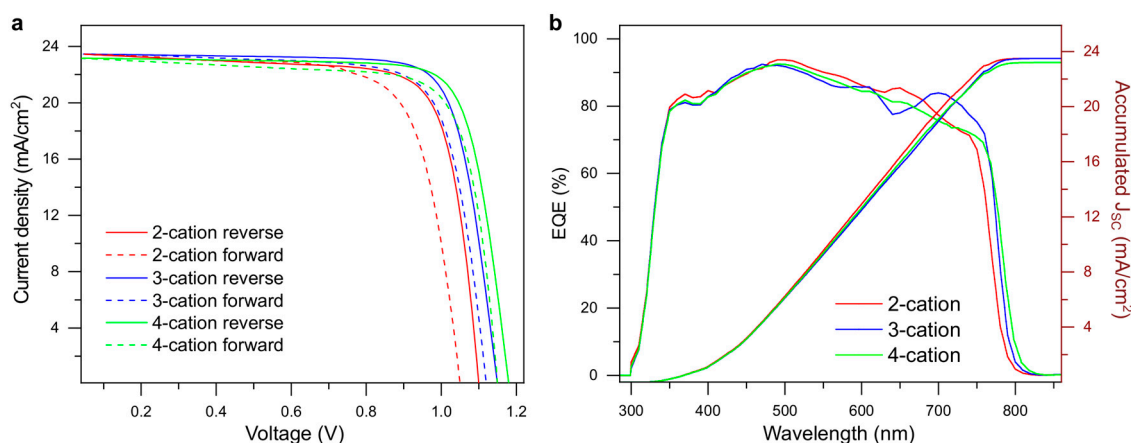 a
24
20
16
12
8
4
Current density (mA/cm²)
2-cation reverse
2-cation forward
3-cation reverse
3-cation forward
4-cation reverse
4-cation forward
0.2
0.4
0.6
0.8
1.0
1.2
Voltage (V)
b
100
80
60
40
20
0
EQE (%)
2-cation
3-cation
4-cation
24
20
16
12
8
4
Accumulated J_SC (mA/cm²)
300
400
500
600
700
800
Wavelength (nm)